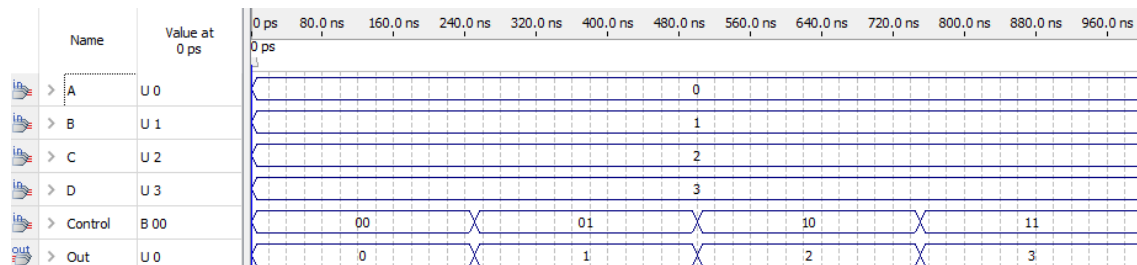 Name Value at 0 ps 0 ps 80.0 ns 160.0 ns 240.0 ns 320.0 ns 400.0 ns 480.0 ns 560.0 ns 640.0 ns 720.0 ns 800.0 ns 880.0 ns 960.0 ns
0 ps
in > A U 0 0
in > B U 1 1
in > C U 2 2
in > D U 3 3
in > Control B 00 00 01 10 11
out > Out U 0 0 1 2 3